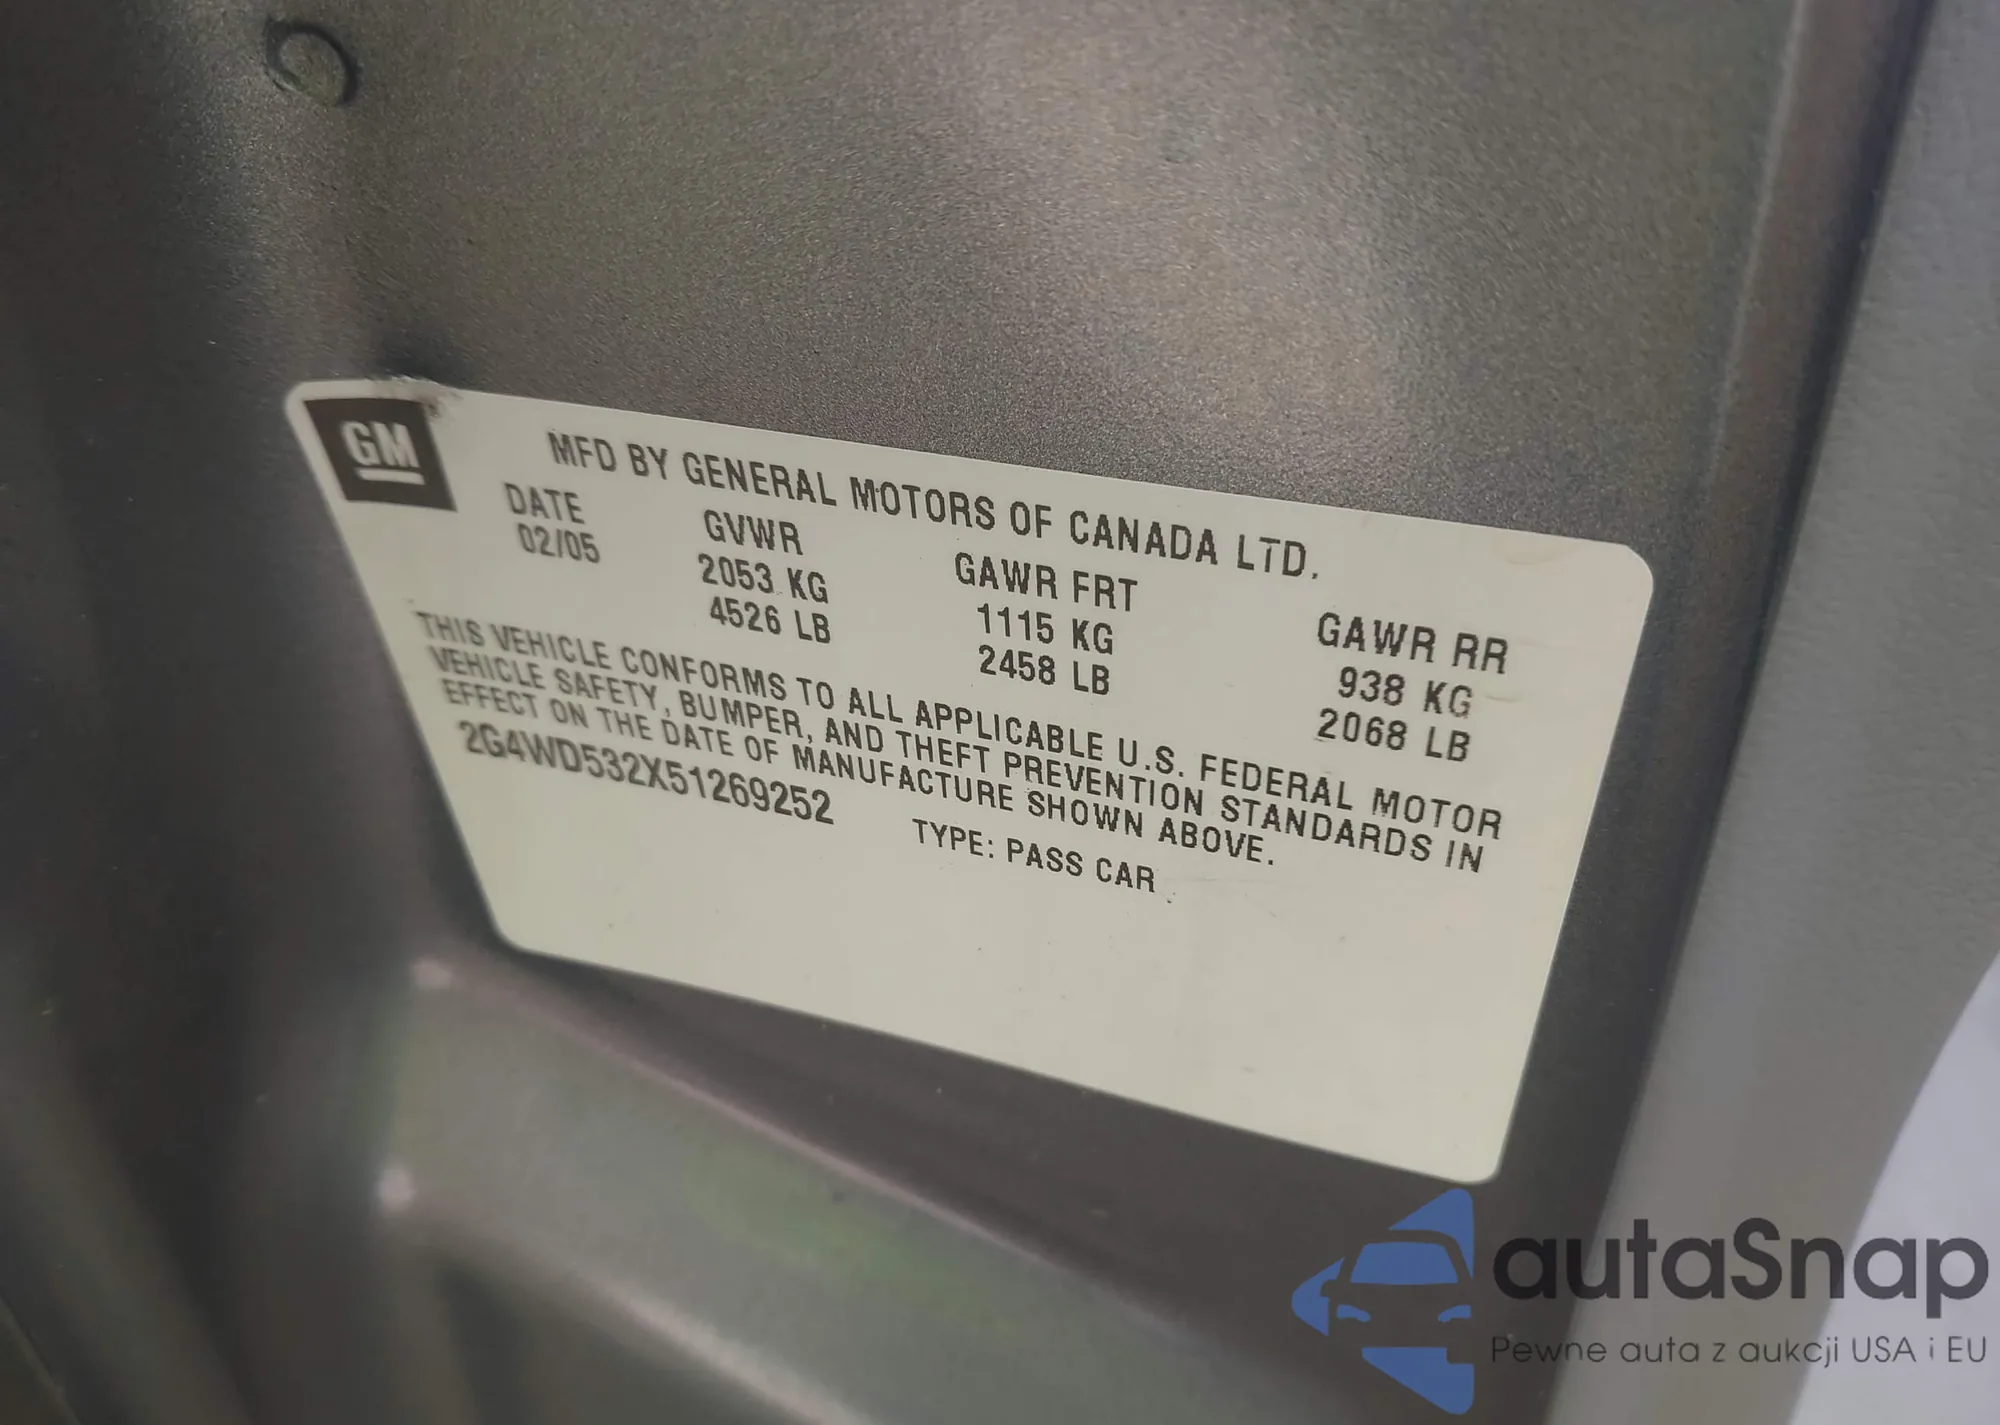 GM
MFD BY GENERAL MOTORS OF CANADA LTD.
DATE GVWR GAWR FRT GAWR RR
02/05 2053 KG 1115 KG 938 KG
4526 LB 2458 LB 2068 LB
THIS VEHICLE CONFORMS TO ALL APPLICABLE U.S. FEDERAL MOTOR
VEHICLE SAFETY, BUMPER, AND THEFT PREVENTION STANDARDS IN
EFFECT ON THE DATE OF MANUFACTURE SHOWN ABOVE.
2G4WD532X51269252 TYPE: PASS CAR
autaSnap
Pewne auta z aukcji USA i EU